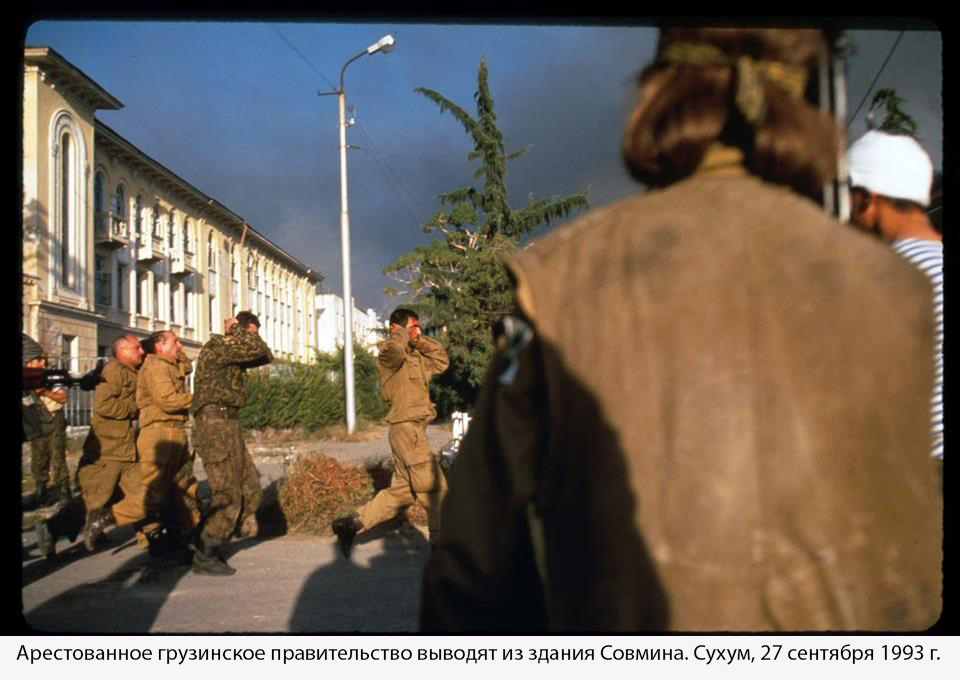 Арестованное грузинское правительство выводят из здания Совмина. Сухум, 27 сентября 1993 г.